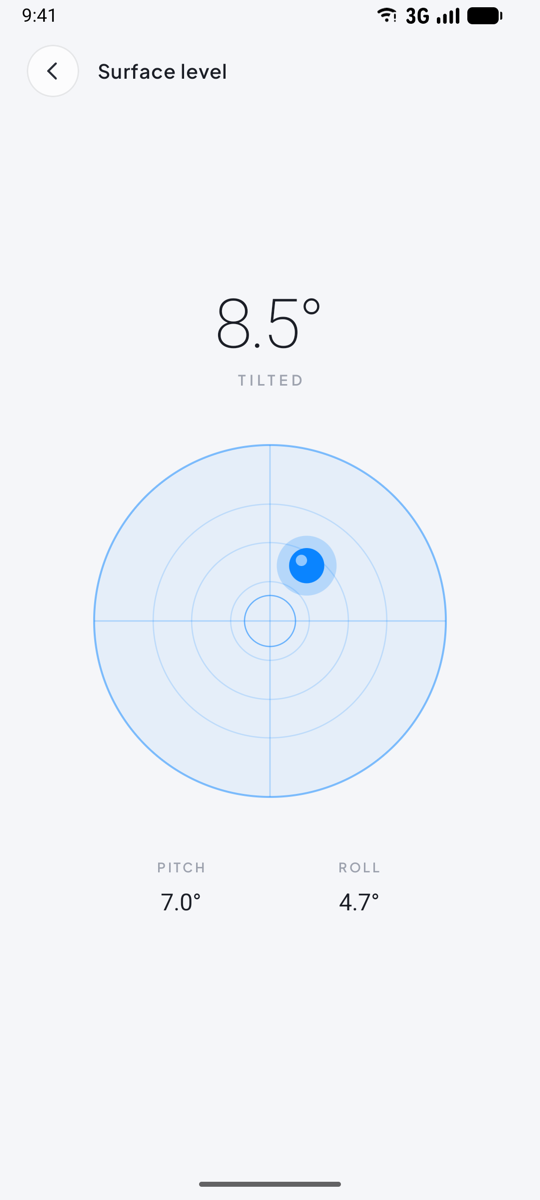 9:41
3G
Surface level
8.5°
TILTED
PITCH
ROLL
7.0°
4.7°